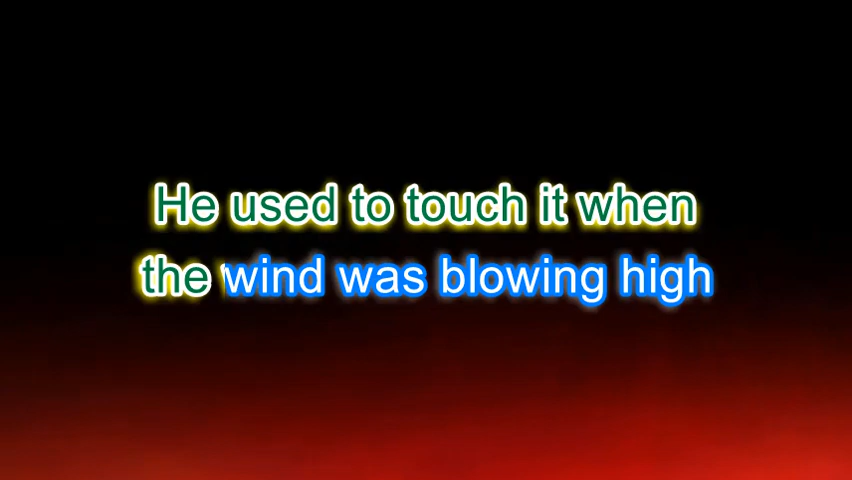 He used to touch it when
the wind was blowing high